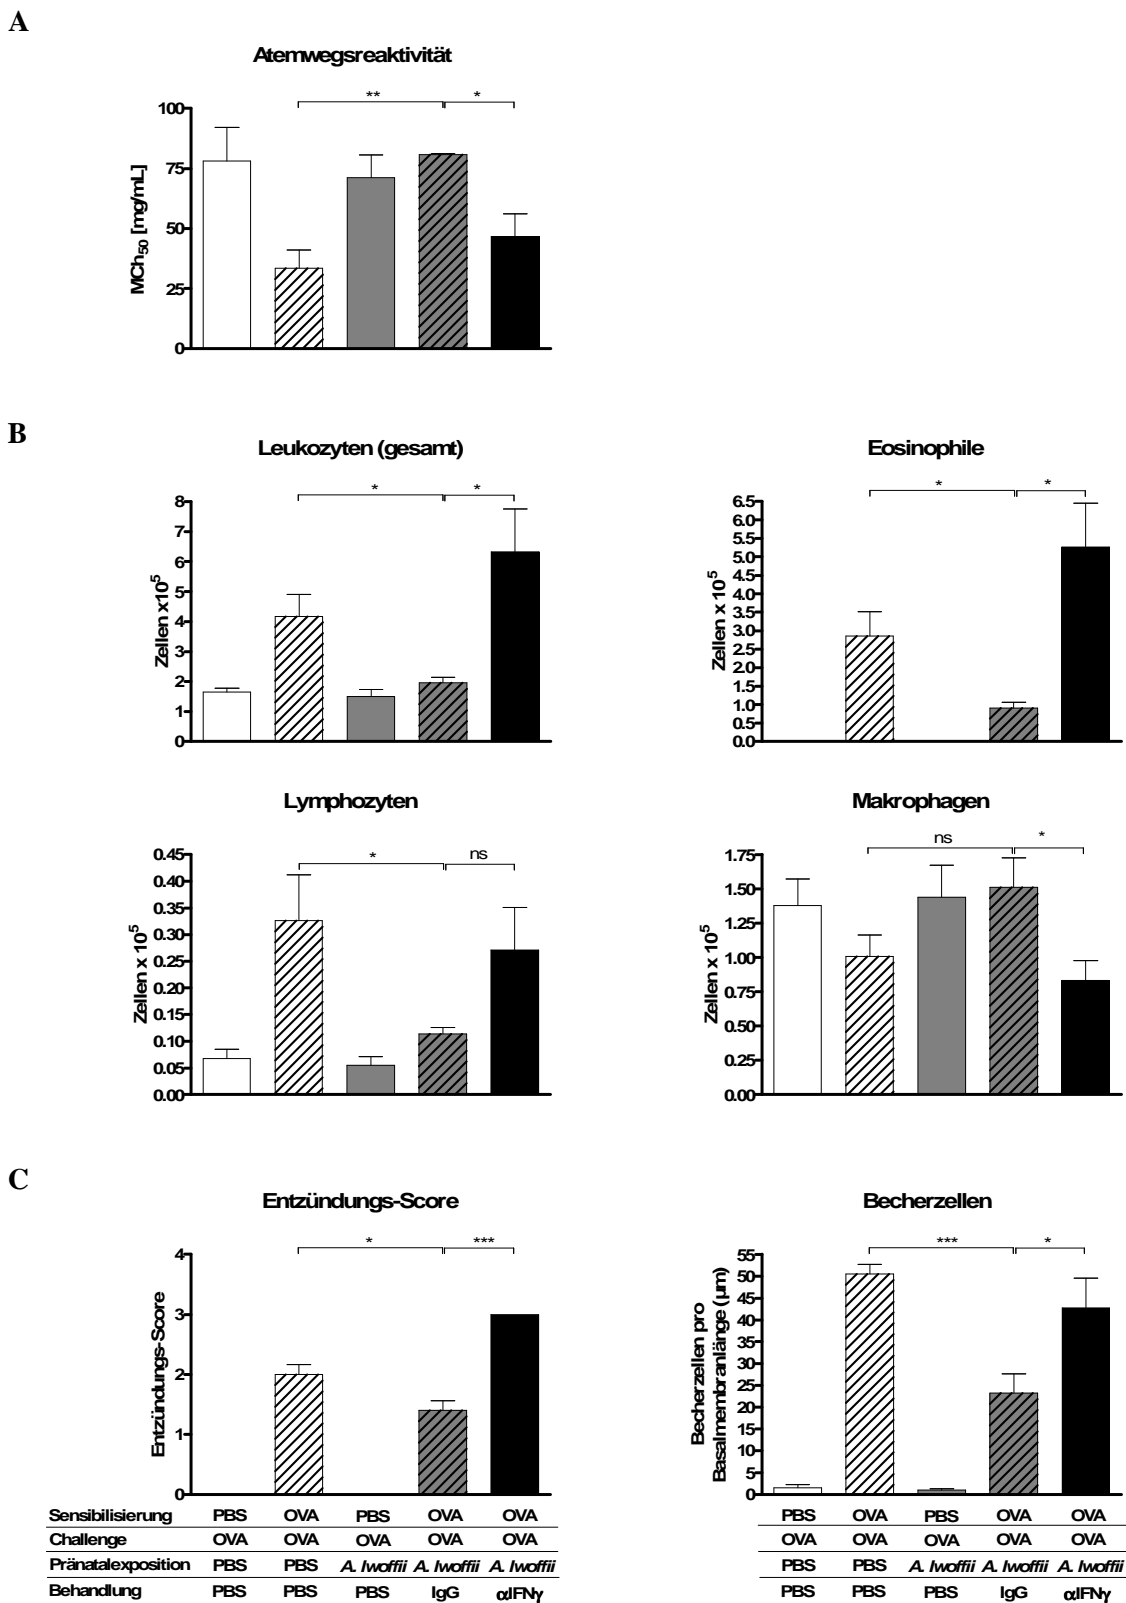 A
Atemwegsreaktivität
** *
MCh50 [mg/mL]
100
75
50
25
0
B
Leukozyten (gesamt)
* *
Zellen x10^5
8
7
6
5
4
3
2
1
0
Eosinophile
* *
Zellen x 10^5
6.5
6.0
5.5
5.0
4.5
4.0
3.5
3.0
2.5
2.0
1.5
1.0
0.5
0.0
Lymphozyten
* ns
Zellen x 10^5
0.45
0.40
0.35
0.30
0.25
0.20
0.15
0.10
0.05
0.00
Makrophagen
ns *
Zellen x 10^5
1.75
1.50
1.25
1.00
0.75
0.50
0.25
0.00
C
Entzündungs-Score
* ***
Entzündungs-Score
4
3
2
1
0
Becherzellen
*** *
Becherzellen pro
Basalmembranlänge (µm)
55
50
45
40
35
30
25
20
15
10
5
0
Sensibilisierung PBS OVA PBS OVA OVA
Challenge OVA OVA OVA OVA OVA
Pränatalexposition PBS PBS A. lwoffii A. lwoffii A. lwoffii
Behandlung PBS PBS PBS IgG αIFNγ
PBS OVA PBS OVA OVA
OVA OVA OVA OVA OVA
PBS PBS A. lwoffii A. lwoffii A. lwoffii
PBS PBS PBS IgG αIFNγ